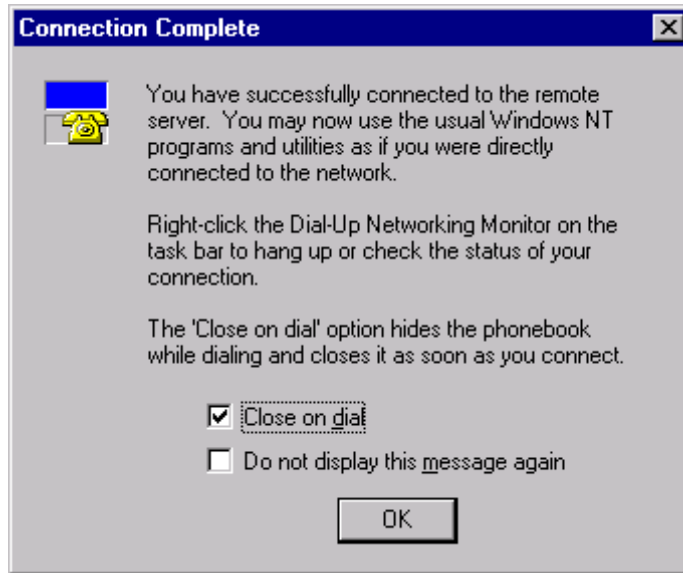 Connection Complete
You have successfully connected to the remote
server.  You may now use the usual Windows NT
programs and utilities as if you were directly
connected to the network.
Right-click the Dial-Up Networking Monitor on the
task bar to hang up or check the status of your
connection.
The 'Close on dial' option hides the phonebook
while dialing and closes it as soon as you connect.
Close on dial
Do not display this message again
OK